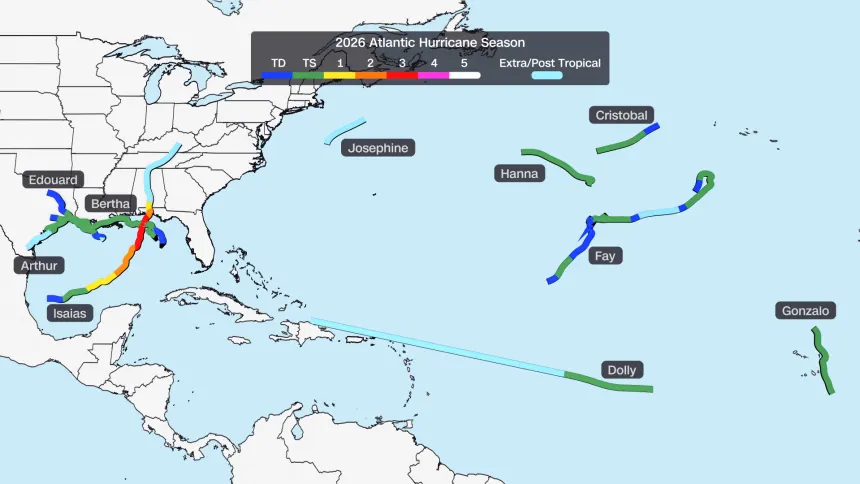 2026 Atlantic Hurricane Season
TD TS 1 2 3 4 5 Extra/Post Tropical
Cristobal
Josephine
Hanna
Edouard
Bertha
Fay
Arthur
Isaias
Gonzalo
Dolly